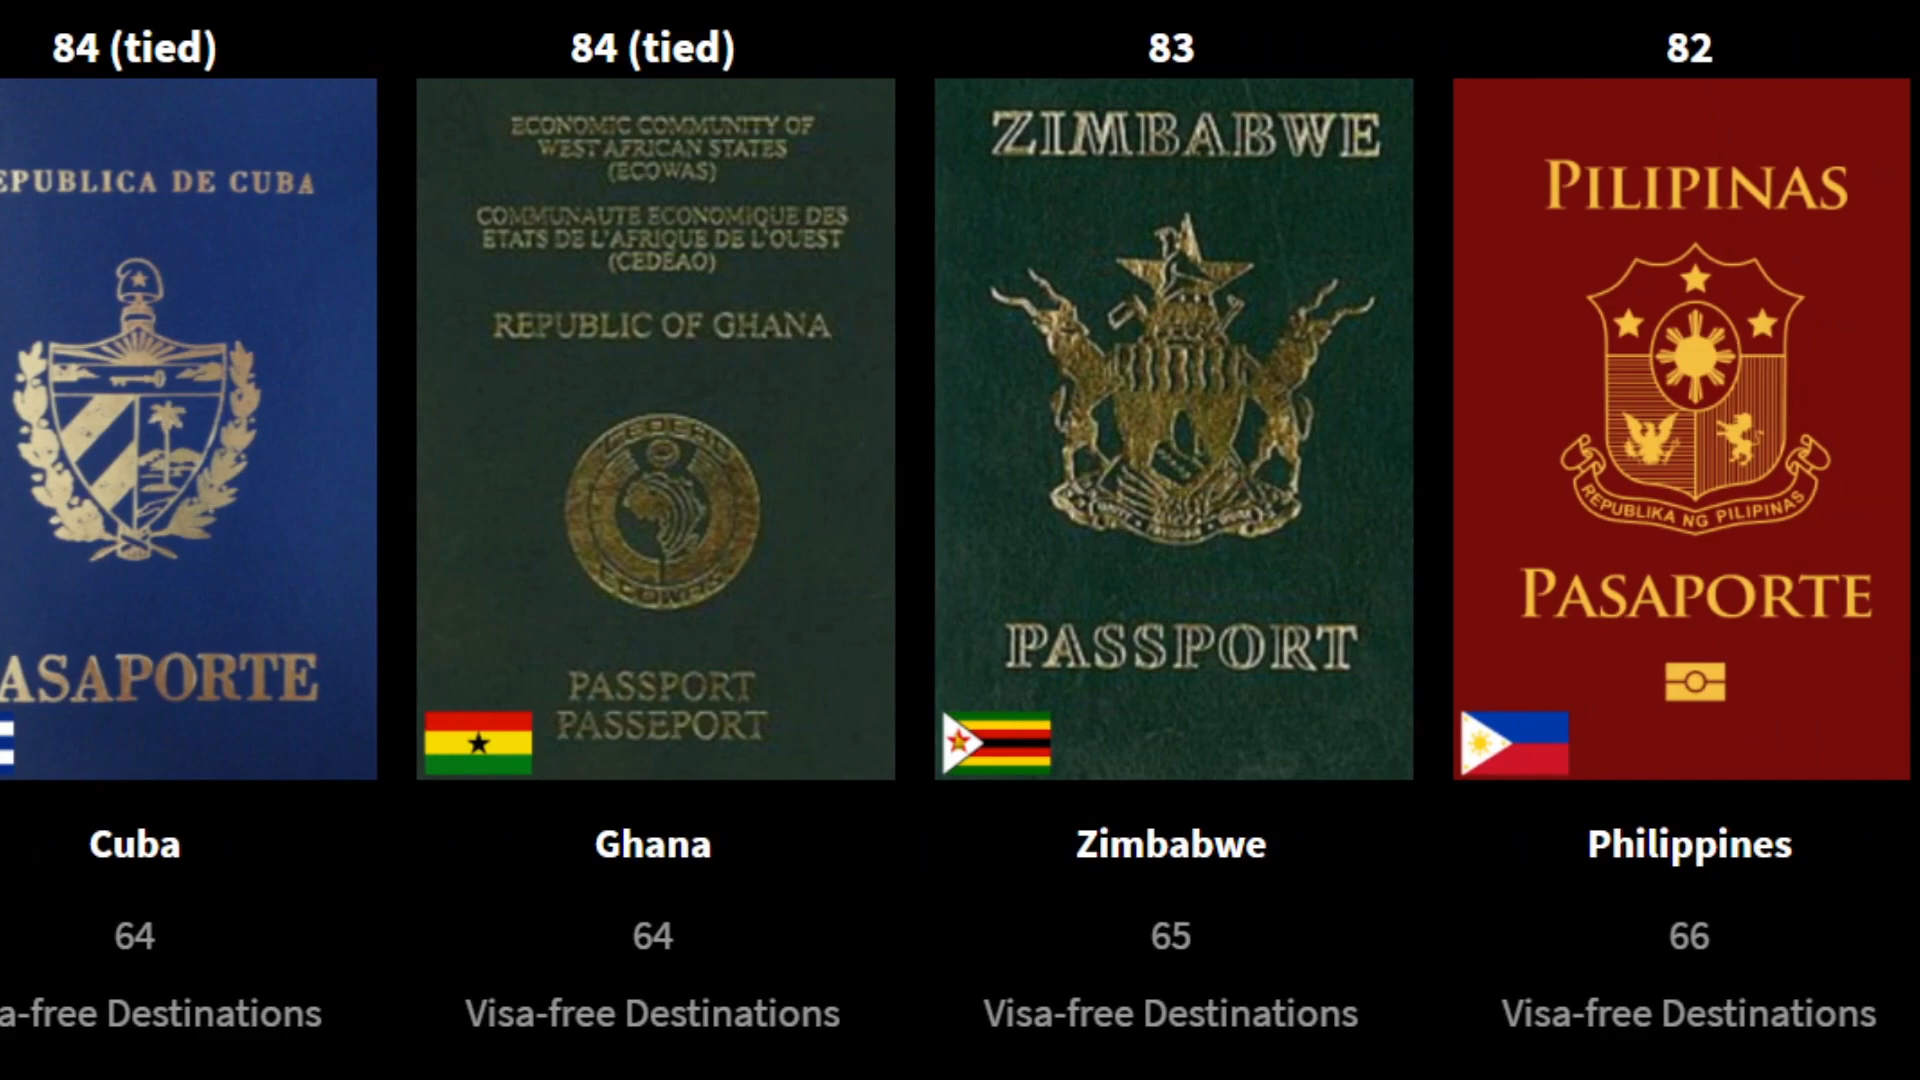 84 (tied)
EPUBLICA DE CUBA
ASAPORTE
Cuba
64
a-free Destinations
84 (tied)
ECONOMIC COMMUNITY OF
WEST AFRICAN STATES
(ECOWAS)
COMMUNAUTE ECONOMIQUE DES
ETATS DE L'AFRIQUE DE L'OUEST
(CEDEAO)
REPUBLIC OF GHANA
CEDEAO
ECOWAS
PASSPORT
PASSEPORT
Ghana
64
Visa-free Destinations
83
ZIMBABWE
PASSPORT
Zimbabwe
65
Visa-free Destinations
82
PILIPINAS
REPUBLIKA NG PILIPINAS
PASAPORTE
Philippines
66
Visa-free Destinations